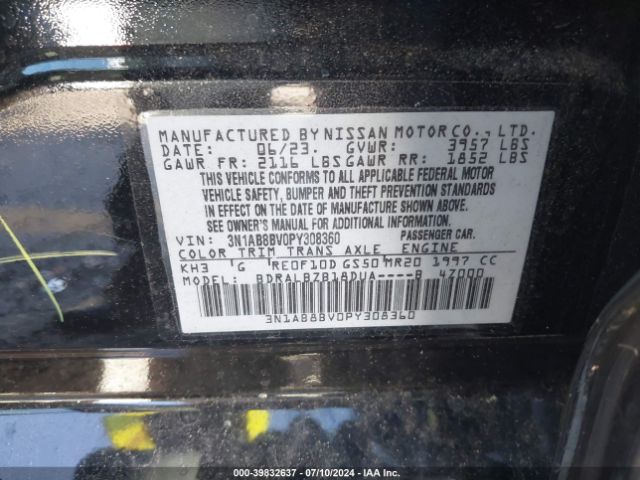 MANUFACTURED BY NISSAN MOTOR CO., LTD.
DATE: 06/23. GVWR: 3957 LBS
GAWR FR: 2116 LBS GAWR RR: 1852 LBS
THIS VEHICLE CONFORMS TO ALL APPLICABLE FEDERAL MOTOR
VEHICLE SAFETY, BUMPER AND THEFT PREVENTION STANDARDS
IN EFFECT ON THE DATE OF MANUFACTURE SHOWN ABOVE.
SEE OWNER'S MANUAL FOR ADDITIONAL INFORMATION.
VIN: 3N1AB8BV0PY308360 PASSENGER CAR.
COLOR TRIM TRANS AXLE ENGINE
KH3 'G RE0F10D GS50 MR20 1997 CC
MODEL: BDRALBZB18DUA----B 4Z000
3N1AB8BV0PY308360
000-39832637 - 07/10/2024 - IAA Inc.